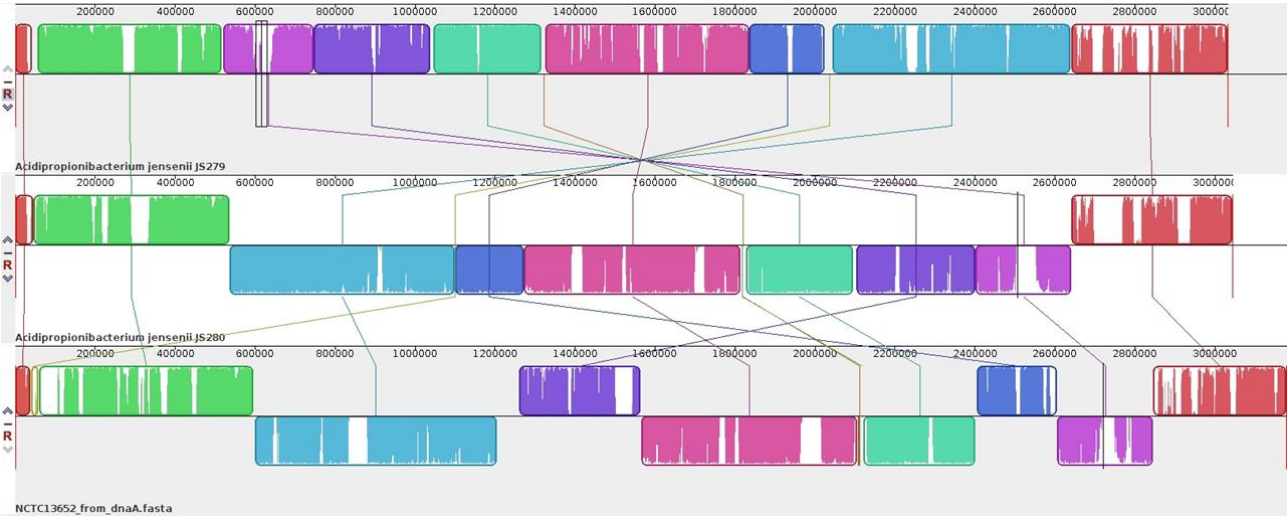 200000 400000 600000 800000 1000000 1200000 1400000 1600000 1800000 2000000 2200000 2400000 2600000 2800000 300000
R
Acidipropionibacterium jensenii JS279
200000 400000 600000 800000 1000000 1200000 1400000 1600000 1800000 2000000 2200000 2400000 2600000 2800000 3000000
R
Acidipropionibacterium jensenii JS280
200000 400000 600000 800000 1000000 1200000 1400000 1600000 1800000 2000000 2200000 2400000 2600000 2800000 3000000
R
NCTC13652_from_dnaA.fasta